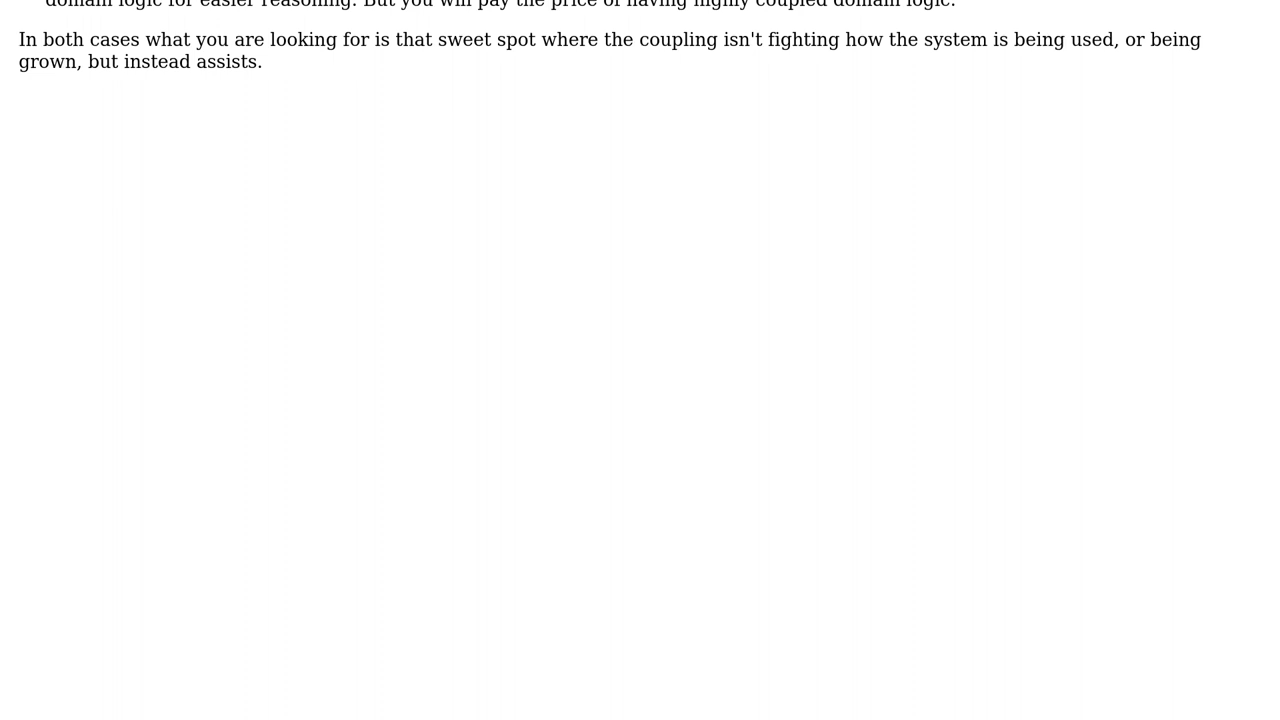 domain logic for easier reasoning. But you will pay the price of having highly coupled domain logic.
In both cases what you are looking for is that sweet spot where the coupling isn't fighting how the system is being used, or being
grown, but instead assists.